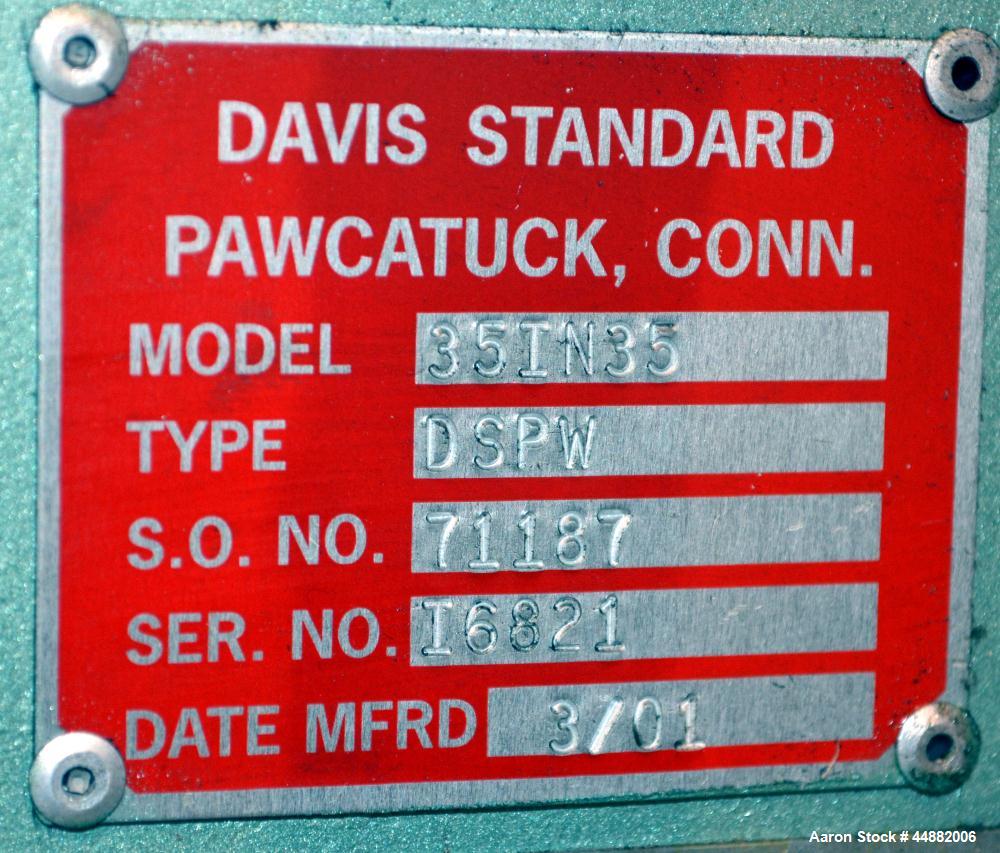 DAVIS STANDARD
PAWCATUCK, CONN.
MODEL 35IN35
TYPE DSPW
S.O. NO. 71187
SER. NO. I6821
DATE MFRD 3/01
Aaron Stock # 44882006